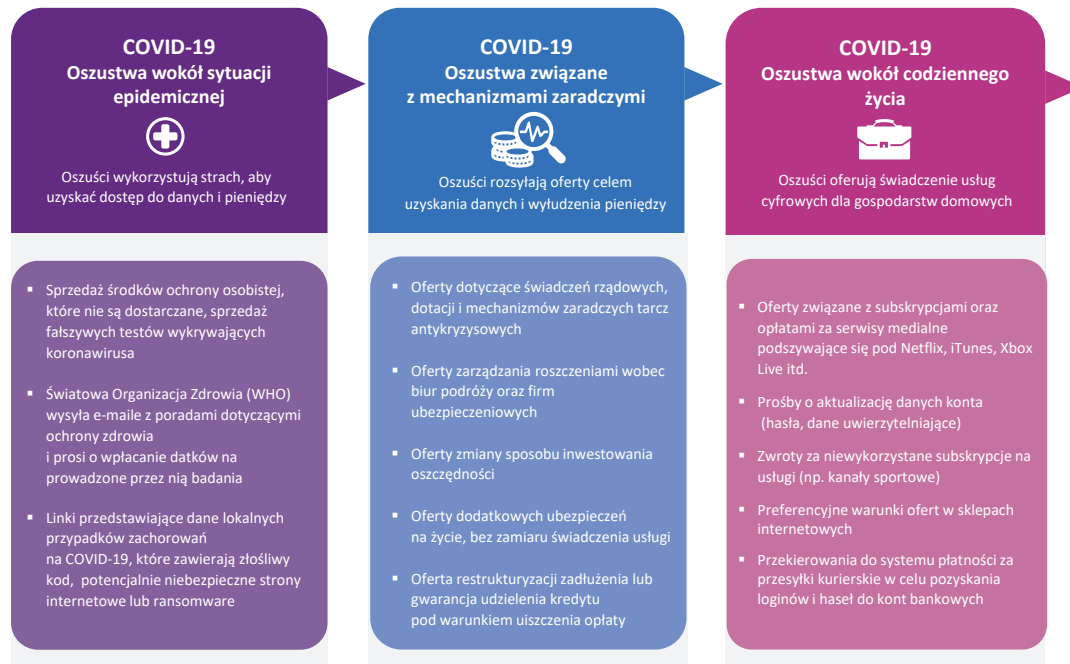 COVID-19
Oszustwa wokół sytuacji
epidemicznej
Oszuści wykorzystują strach, aby
uzyskać dostęp do danych i pieniędzy
▪ Sprzedaż środków ochrony osobistej,
które nie są dostarczane, sprzedaż
fałszywych testów wykrywających
koronawirusa
▪ Światowa Organizacja Zdrowia (WHO)
wysyła e-maile z poradami dotyczącymi
ochrony zdrowia
i prosi o wpłacanie datków na
prowadzone przez nią badania
▪ Linki przedstawiające dane lokalnych
przypadków zachorowań
na COVID-19, które zawierają złośliwy
kod, potencjalnie niebezpieczne strony
internetowe lub ransomware
COVID-19
Oszustwa związane
z mechanizmami zaradczymi
Oszuści rozsyłają oferty celem
uzyskania danych i wyłudzenia pieniędzy
▪ Oferty dotyczące świadczeń rządowych,
dotacji i mechanizmów zaradczych tarcz
antykryzysowych
▪ Oferty zarządzania roszczeniami wobec
biur podróży oraz firm
ubezpieczeniowych
▪ Oferty zmiany sposobu inwestowania
oszczędności
▪ Oferty dodatkowych ubezpieczeń
na życie, bez zamiaru świadczenia usługi
▪ Oferta restrukturyzacji zadłużenia lub
gwarancja udzielenia kredytu
pod warunkiem uiszczenia opłaty
COVID-19
Oszustwa wokół codziennego
życia
Oszuści oferują świadczenie usług
cyfrowych dla gospodarstw domowych
▪ Oferty związane z subskrypcjami oraz
opłatami za serwisy medialne
podszywające się pod Netflix, iTunes, Xbox
Live itd.
▪ Prośby o aktualizację danych konta
(hasła, dane uwierzytelniające)
▪ Zwroty za niewykorzystane subskrypcje na
usługi (np. kanały sportowe)
▪ Preferencyjne warunki ofert w sklepach
internetowych
▪ Przekierowania do systemu płatności za
przesyłki kurierskie w celu pozyskania
loginów i haseł do kont bankowych